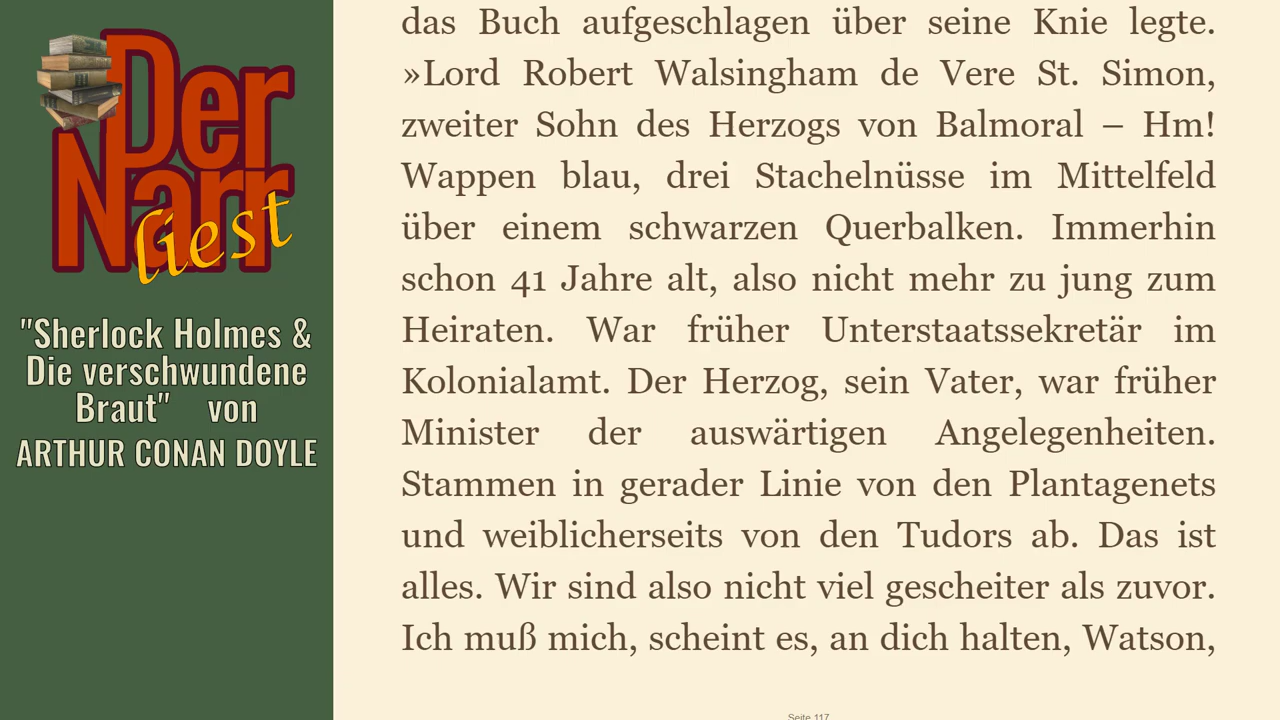 Der
Narr
liest
"Sherlock Holmes &
Die verschwundene
Braut" von
ARTHUR CONAN DOYLE
das Buch aufgeschlagen über seine Knie legte.
»Lord Robert Walsingham de Vere St. Simon,
zweiter Sohn des Herzogs von Balmoral – Hm!
Wappen blau, drei Stachelnüsse im Mittelfeld
über einem schwarzen Querbalken. Immerhin
schon 41 Jahre alt, also nicht mehr zu jung zum
Heiraten. War früher Unterstaatssekretär im
Kolonialamt. Der Herzog, sein Vater, war früher
Minister der auswärtigen Angelegenheiten.
Stammen in gerader Linie von den Plantagenets
und weiblicherseits von den Tudors ab. Das ist
alles. Wir sind also nicht viel gescheiter als zuvor.
Ich muß mich, scheint es, an dich halten, Watson,
Seite 117